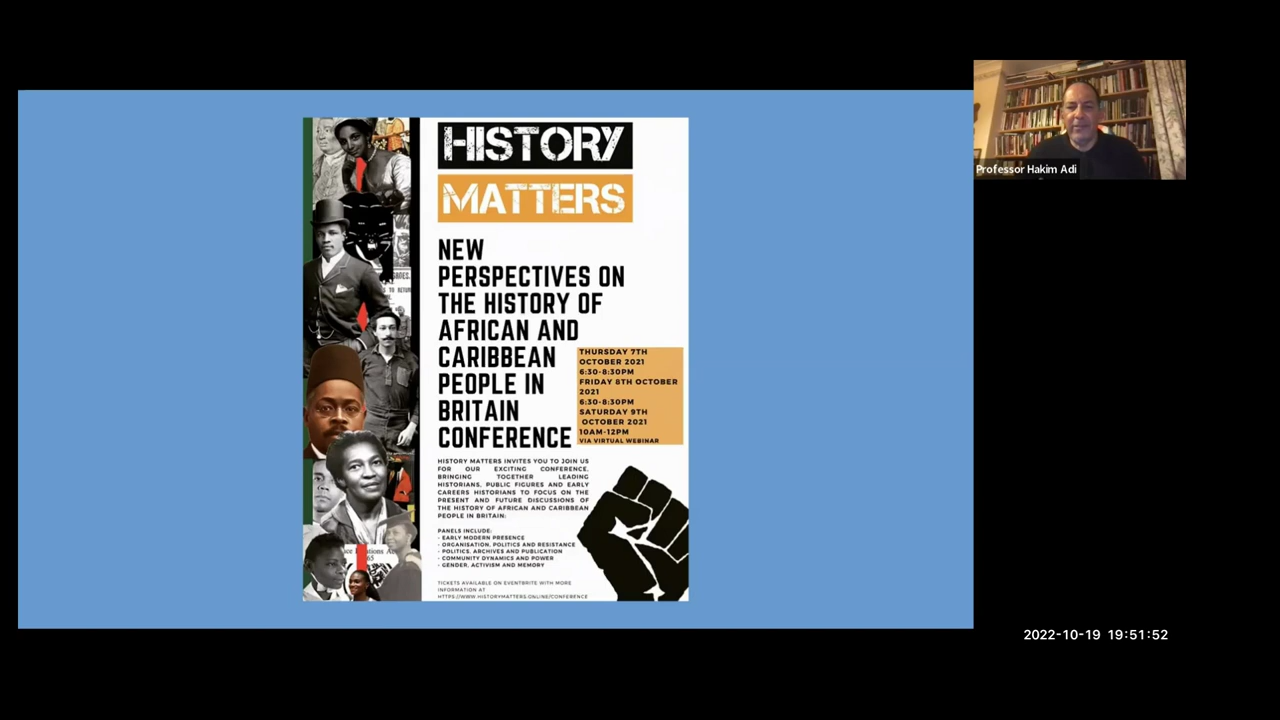 HISTORY
MATTERS
NEW
PERSPECTIVES ON
THE HISTORY OF
AFRICAN AND
CARIBBEAN
PEOPLE IN
BRITAIN
CONFERENCE
THURSDAY 7TH
OCTOBER 2021
6:30-8:30PM
FRIDAY 8TH OCTOBER
2021
6:30-8:30PM
SATURDAY 9TH
OCTOBER 2021
10AM-12PM
VIA VIRTUAL WEBINAR
HISTORY MATTERS INVITES YOU TO JOIN US
FOR OUR EXCITING CONFERENCE,
BRINGING TOGETHER LEADING
HISTORIANS, PUBLIC FIGURES AND EARLY
CAREERS HISTORIANS TO FOCUS ON THE
PRESENT AND FUTURE DISCUSSIONS OF
THE HISTORY OF AFRICAN AND CARIBBEAN
PEOPLE IN BRITAIN:
PANELS INCLUDE:
- EARLY MODERN PRESENCE
- ORGANISATION, POLITICS AND RESISTANCE
- POLITICS, ARCHIVES AND PUBLICATION
- COMMUNITY DYNAMICS AND POWER
- GENDER, ACTIVISM AND MEMORY
TICKETS AVAILABLE ON EVENTBRITE WITH MORE
INFORMATION AT
HTTPS://WWW.HISTORYMATTERS.ONLINE/CONFERENCE
Professor Hakim Adi
2022-10-19 19:51:52